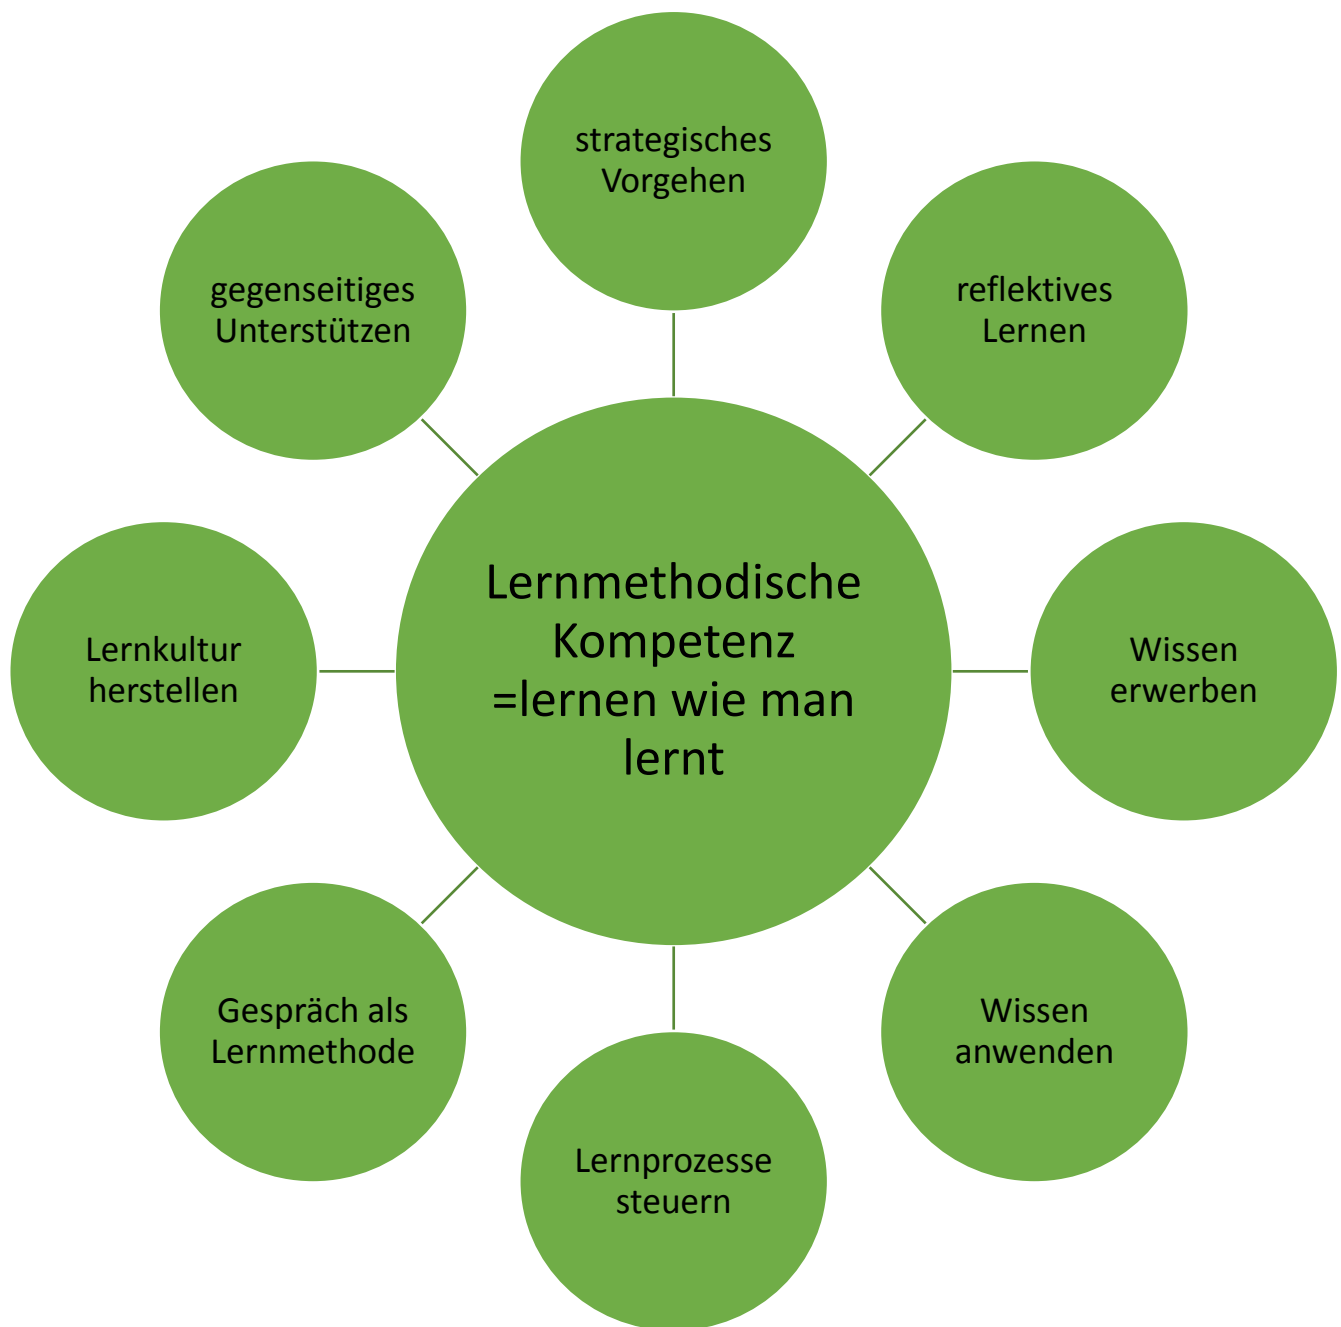 strategisches
Vorgehen
reflektives
Lernen
Wissen
erwerben
Wissen
anwenden
Lernprozesse
steuern
Gespräch als
Lernmethode
Lernkultur
herstellen
gegenseitiges
Unterstützen
Lernmethodische
Kompetenz
=lernen wie man
lernt